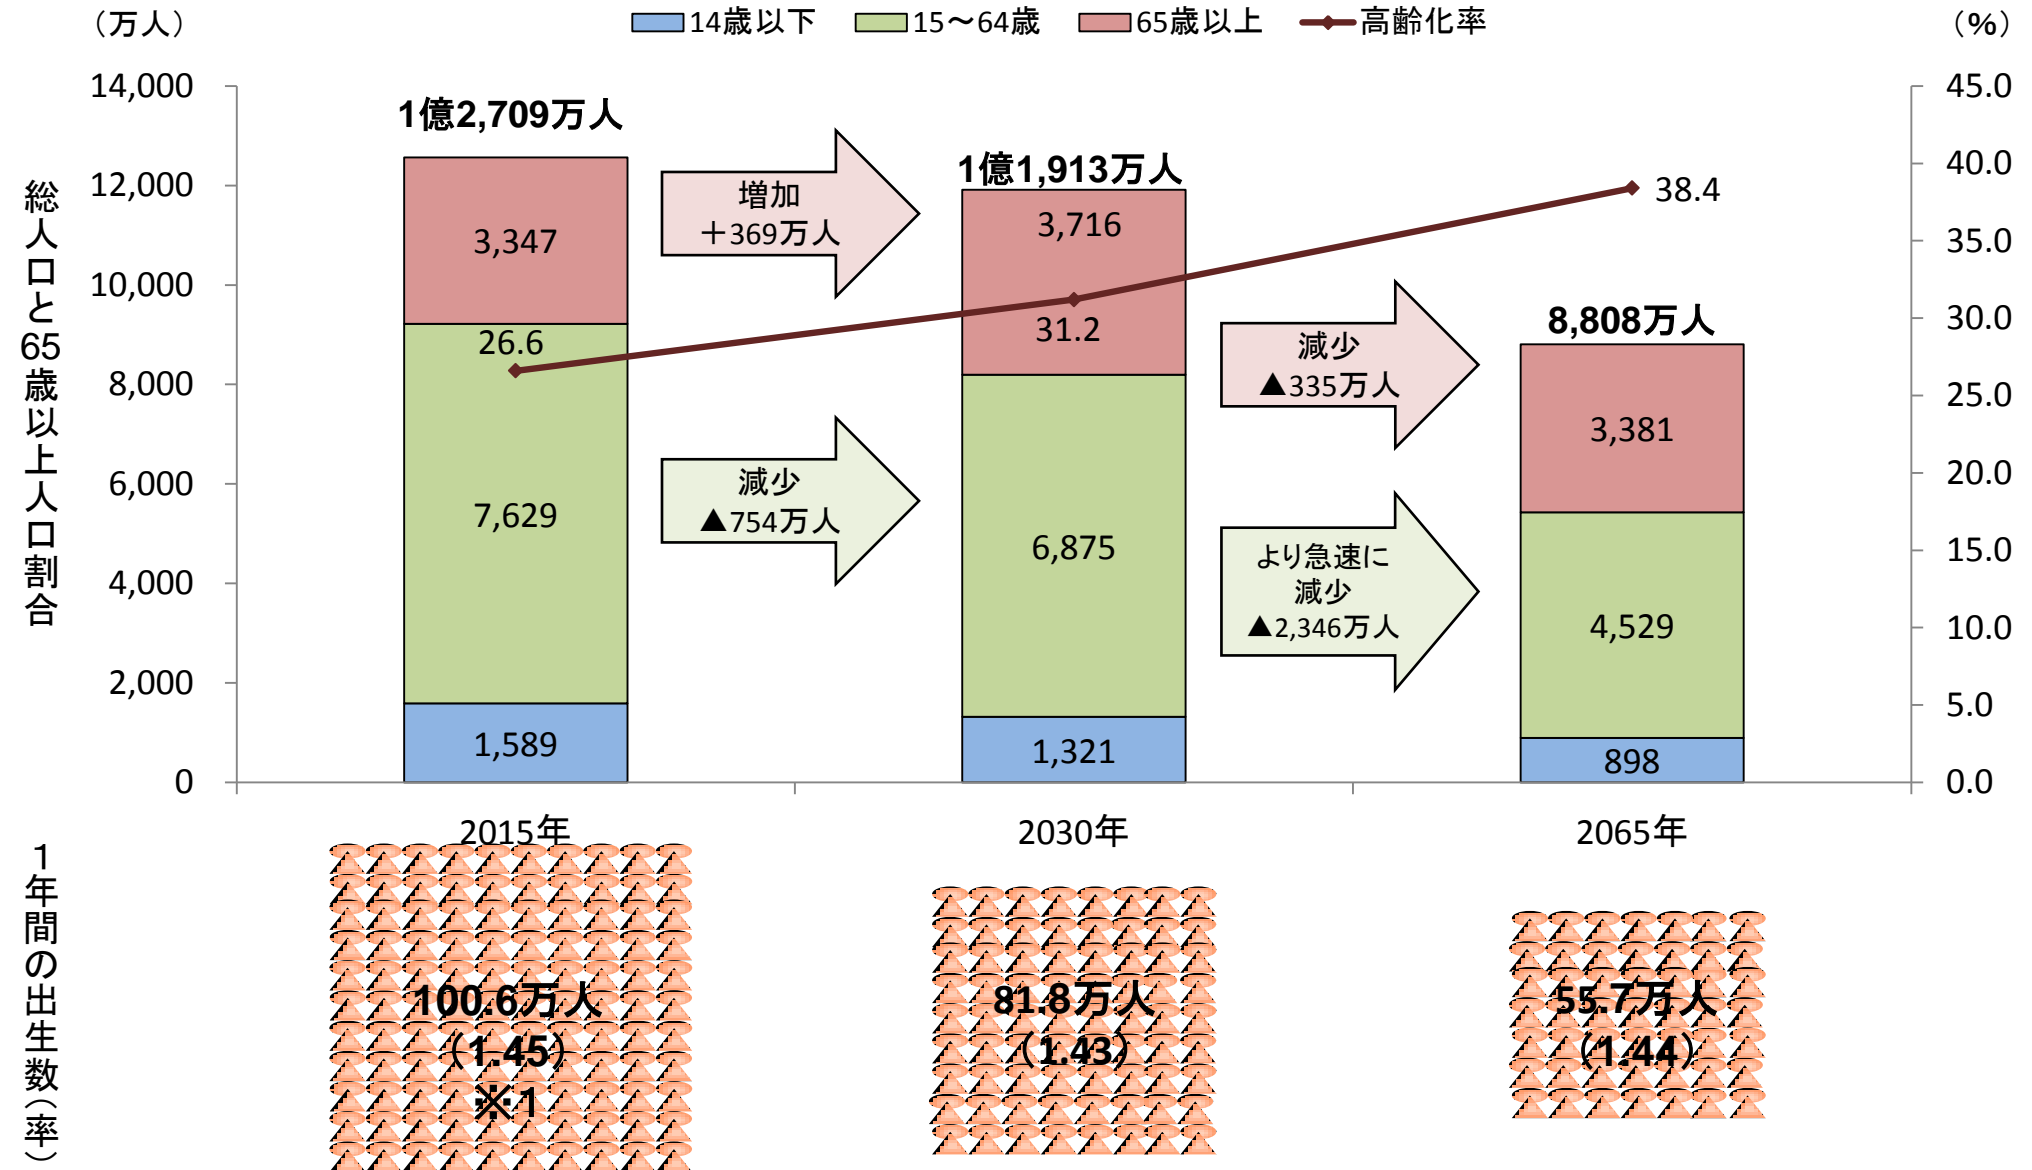 （万人）
14歳以下 15～64歳 65歳以上 高齢化率
（%）
総人口と65歳以上人口割合
14,000
12,000
10,000
8,000
6,000
4,000
2,000
0
45.0
40.0
35.0
30.0
25.0
20.0
15.0
10.0
5.0
0.0
1億2,709万人
3,347
26.6
7,629
1,589
増加
＋369万人
減少
▲754万人
1億1,913万人
3,716
31.2
6,875
1,321
減少
▲335万人
より急速に
減少
▲2,346万人
38.4
8,808万人
3,381
4,529
898
2015年 2030年 2065年
1年間の出生数（率）
100.6万人
（1.45）
※1
81.8万人
（1.43）
55.7万人
（1.44）